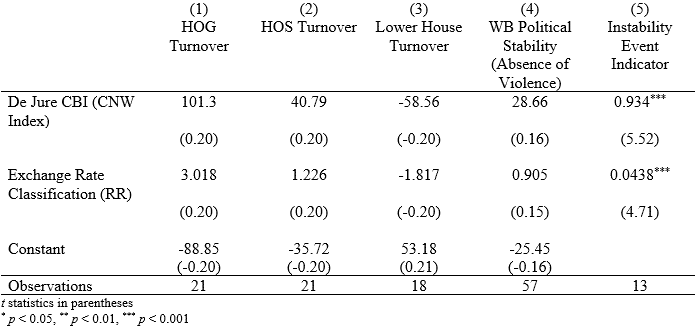 (1) (2) (3) (4) (5)
HOG HOS Turnover Lower House WB Political Instability
Turnover Turnover Stability Event
(Absence of Indicator
Violence)
De Jure CBI (CNW 101.3 40.79 -58.56 28.66 0.934***
Index)
(0.20) (0.20) (-0.20) (0.16) (5.52)
Exchange Rate 3.018 1.226 -1.817 0.905 0.0438***
Classification (RR)
(0.20) (0.20) (-0.20) (0.15) (4.71)
Constant -88.85 -35.72 53.18 -25.45
(-0.20) (-0.20) (0.21) (-0.16)
Observations 21 21 18 57 13
t statistics in parentheses
* p < 0.05, ** p < 0.01, *** p < 0.001